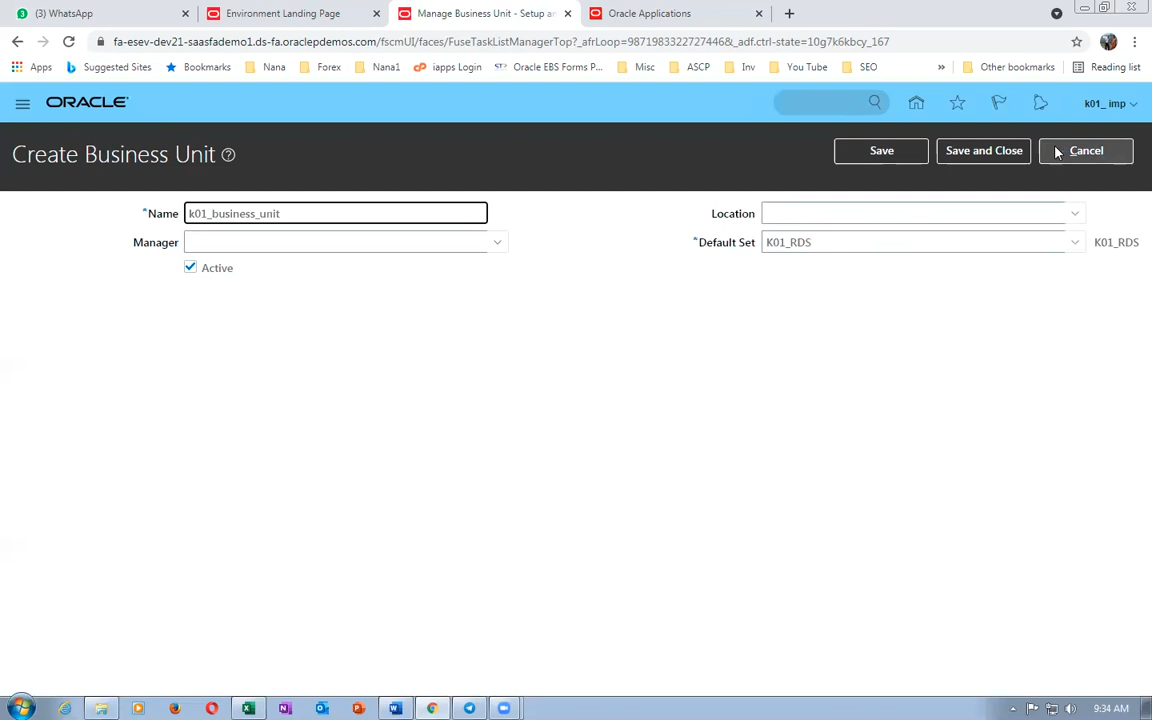 (3) WhatsApp
Environment Landing Page
Manage Business Unit - Setup an
Oracle Applications
fa-esev-dev21-saasfademo1.ds-fa.oraclepdemos.com/fscmUI/faces/FuseTaskListManagerTop?_afrLoop=9871983322727446&_adf.ctrl-state=10g7k6kbcy_167
Apps
Suggested Sites
Bookmarks
Nana
Forex
Nana1
iapps Login
Oracle EBS Forms P...
Misc
ASCP
Inv
You Tube
SEO
»
Other bookmarks
Reading list
ORACLE
k01_ imp
Create Business Unit
Save
Save and Close
Cancel
*Name k01_business_unit
Location
Manager
*Default Set K01_RDS K01_RDS
Active
9:34 AM